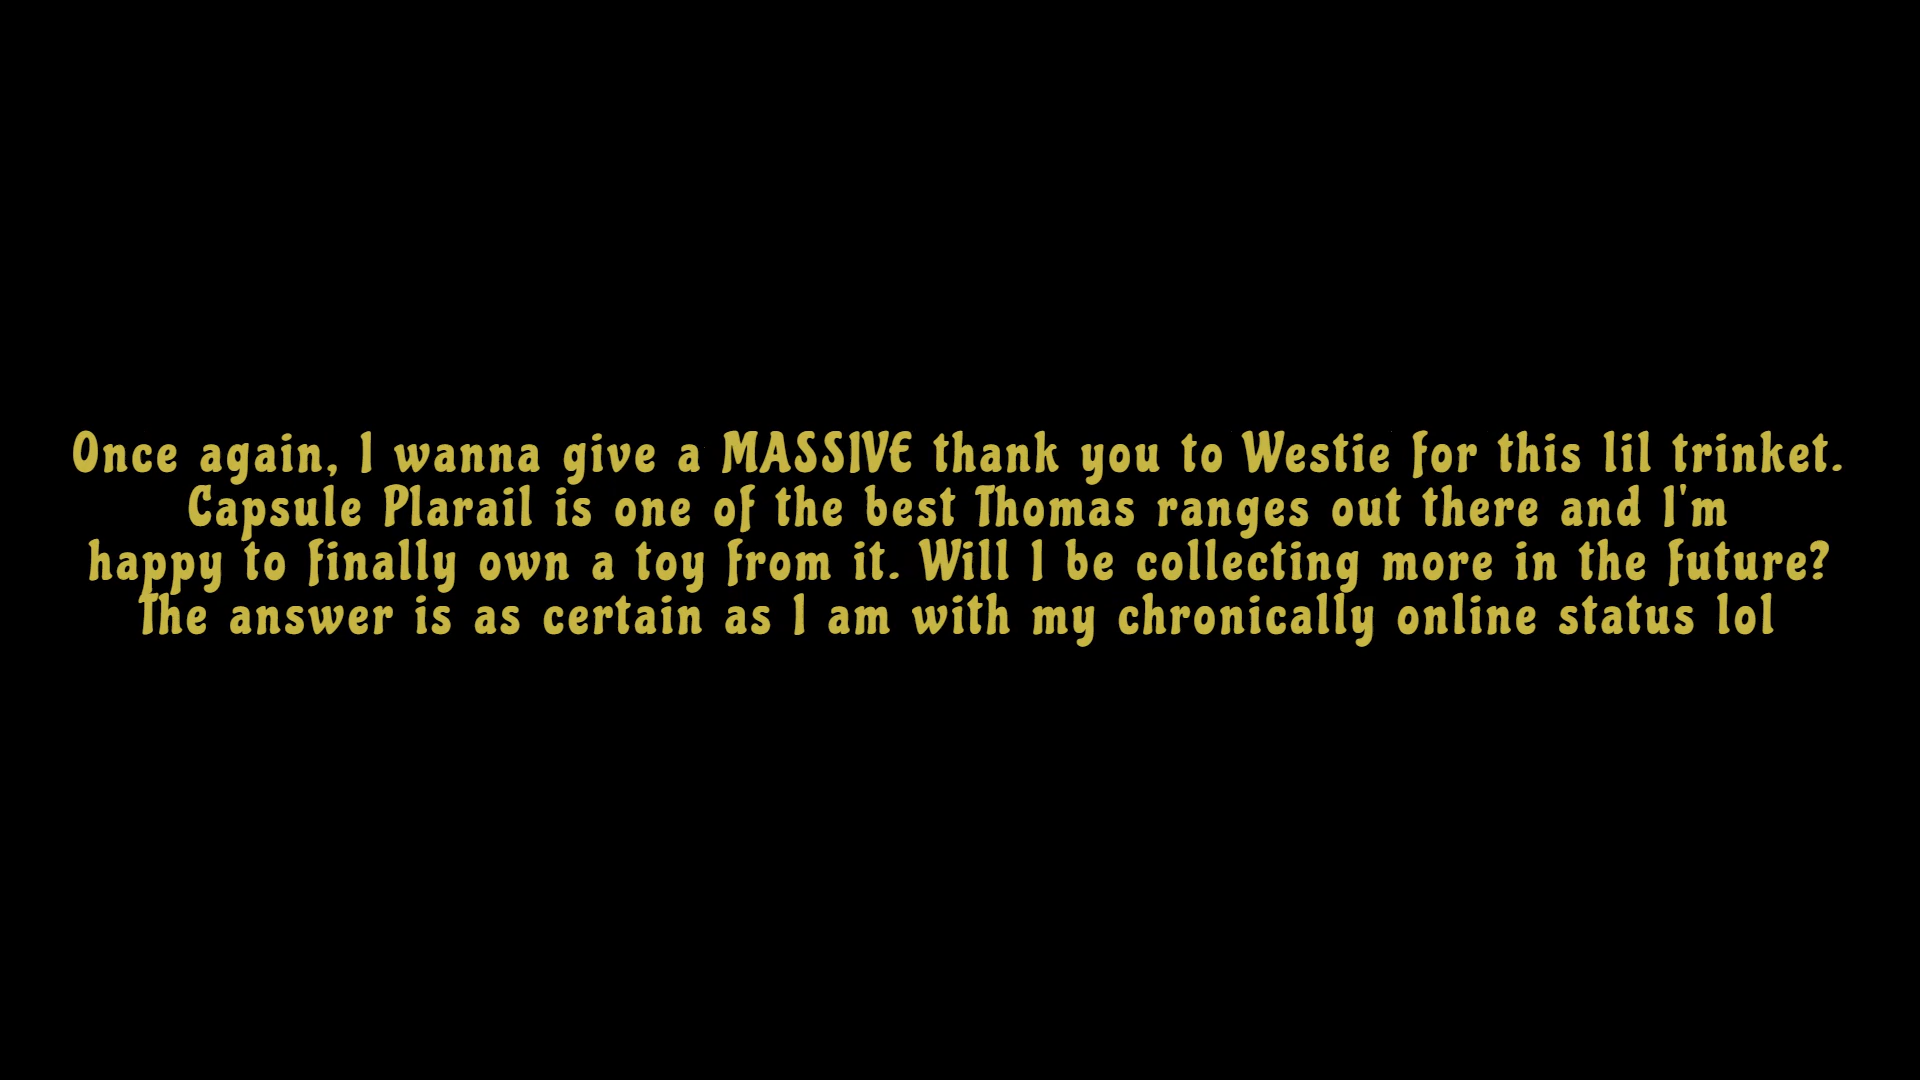 Once again, I wanna give a MASSIVE thank you to Westie for this lil trinket.
Capsule Plarail is one of the best Thomas ranges out there and I'm
happy to finally own a toy from it. Will I be collecting more in the future?
The answer is as certain as I am with my chronically online status lol